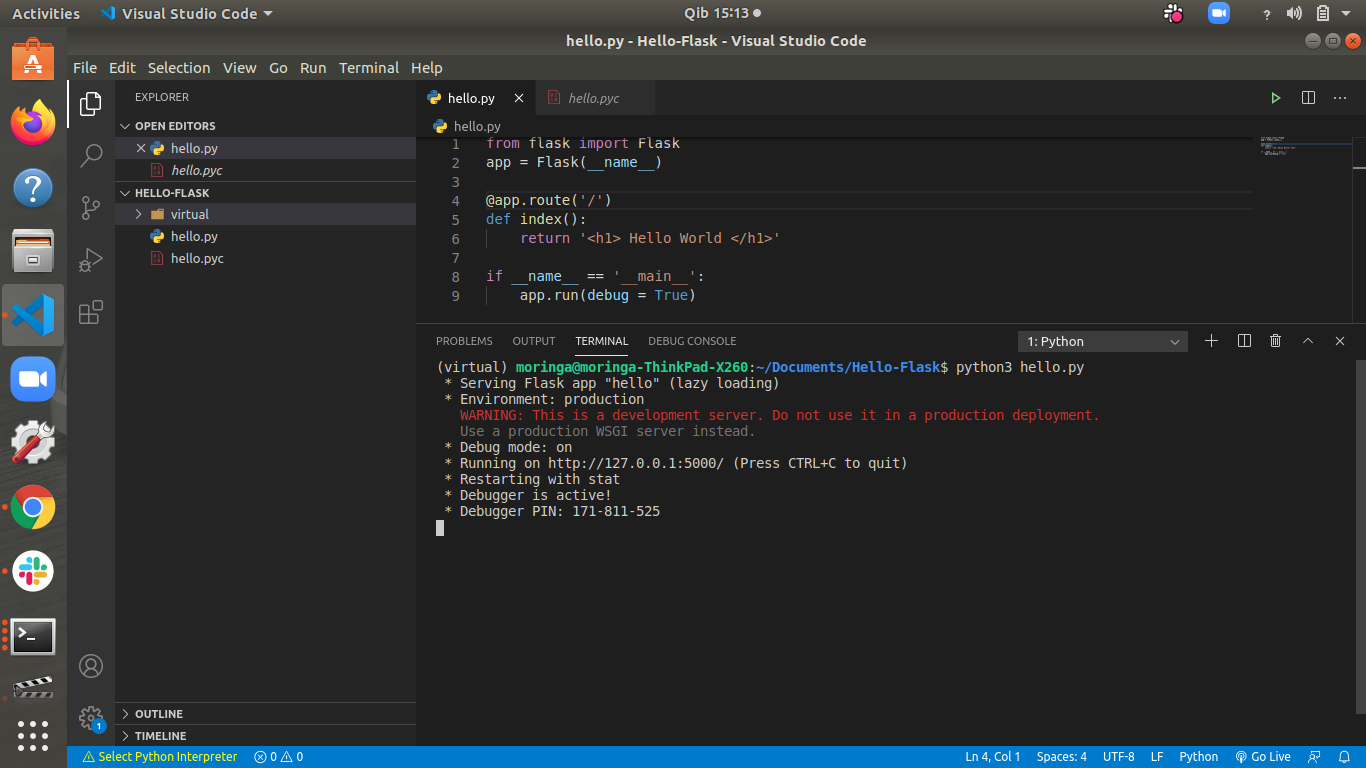 Activities
Visual Studio Code
Qib 15:13
hello.py - Hello-Flask - Visual Studio Code
File Edit Selection View Go Run Terminal Help
EXPLORER
OPEN EDITORS
hello.py
hello.pyc
HELLO-FLASK
virtual
hello.py
hello.pyc
OUTLINE
TIMELINE
hello.py
hello.pyc
hello.py
1 from flask import Flask
2 app = Flask(__name__)
3
4 @app.route('/')
5 def index():
6 return '<h1> Hello World </h1>'
7
8 if __name__ == '__main__':
9 app.run(debug = True)
PROBLEMS OUTPUT TERMINAL DEBUG CONSOLE
1: Python
(virtual) moringa@moringa-ThinkPad-X260:~/Documents/Hello-Flask$ python3 hello.py
* Serving Flask app "hello" (lazy loading)
* Environment: production
WARNING: This is a development server. Do not use it in a production deployment.
Use a production WSGI server instead.
* Debug mode: on
* Running on http://127.0.0.1:5000/ (Press CTRL+C to quit)
* Restarting with stat
* Debugger is active!
* Debugger PIN: 171-811-525
1
Select Python Interpreter
0 0
Ln 4, Col 1
Spaces: 4
UTF-8
LF
Python
Go Live